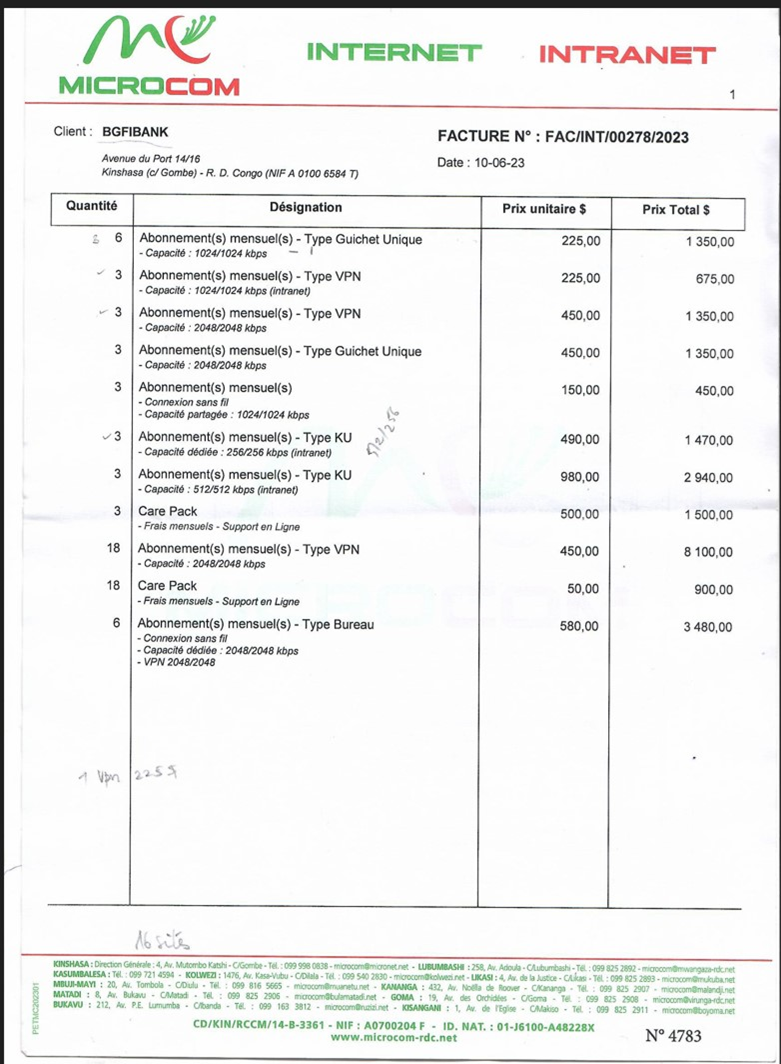 MICROCOM
INTERNET INTRANET
1
Client : BGFIBANK
Avenue du Port 14/16
Kinshasa (c/ Gombe) - R. D. Congo (NIF A 0100 6584 T)
FACTURE N° : FAC/INT/00278/2023
Date : 10-06-23
Quantité Désignation Prix unitaire $ Prix Total $
6 Abonnement(s) mensuel(s) - Type Guichet Unique 225,00 1 350,00
- Capacité : 1024/1024 kbps
3 Abonnement(s) mensuel(s) - Type VPN 225,00 675,00
- Capacité : 1024/1024 kbps (intranet)
3 Abonnement(s) mensuel(s) - Type VPN 450,00 1 350,00
- Capacité : 2048/2048 kbps
3 Abonnement(s) mensuel(s) - Type Guichet Unique 450,00 1 350,00
- Capacité : 2048/2048 kbps
3 Abonnement(s) mensuel(s) 150,00 450,00
- Connexion sans fil
- Capacité partagée : 1024/1024 kbps
512/256
3 Abonnement(s) mensuel(s) - Type KU 490,00 1 470,00
- Capacité dédiée : 256/256 kbps (intranet)
3 Abonnement(s) mensuel(s) - Type KU 980,00 2 940,00
- Capacité : 512/512 kbps (intranet)
3 Care Pack 500,00 1 500,00
- Frais mensuels - Support en Ligne
18 Abonnement(s) mensuel(s) - Type VPN 450,00 8 100,00
- Capacité : 2048/2048 kbps
18 Care Pack 50,00 900,00
- Frais mensuels - Support en Ligne
6 Abonnement(s) mensuel(s) - Type Bureau 580,00 3 480,00
- Connexion sans fil
- Capacité dédiée : 2048/2048 kbps
- VPN 2048/2048
1 Vpn
16 sites
KINSHASA : Direction Générale : 4, Av. Mutombo Katshi - C/Gombe - Tél. : 099 998 0838 - microcom@micronet.net - LUBUMBASHI : 258, Av. Adoula - C/Lubumbashi - Tél. : 099 825 2892 - microcom@mwangaza-rdc.net
KASUMBALESA : Tél. : 099 721 4594 - KOLWEZI : 1476, Av. Kasa-Vubu - C/Dilala - Tél. : 099 540 2830 - microcom@kolwezi.net - LIKASI : 4, Av. de la Justice - C/Likasi - Tél. : 099 825 2893 - microcom@mukuba.net
MBUJI-MAYI : 20, Av. Tombola - C/Diulu - Tél. : 099 816 5665 - microcom@muanetu.net - KANANGA : 432, Av. Noëlla de Roover - C/Kananga - Tél. : 099 825 2907 - microcom@malandji.net
MATADI : 8, Av. Bukavu - C/Matadi - Tél. : 099 825 2906 - microcom@bulamatadi.net - GOMA : 19, Av. des Orchidées - C/Goma - Tél. : 099 825 2908 - microcom@virunga-rdc.net
BUKAVU : 212, Av. P.E. Lumumba - C/Ibanda - Tél. : 099 163 3812 - microcom@ruzizi.net - KISANGANI : 1, Av. de l'Eglise - C/Makiso - Tél. : 099 825 2911 - microcom@boyoma.net
CD/KIN/RCCM/14-B-3361 - NIF : A0700204 F - ID. NAT. : 01-J6100-A48228X
www.microcom-rdc.net
N° 4783
PETMC202301